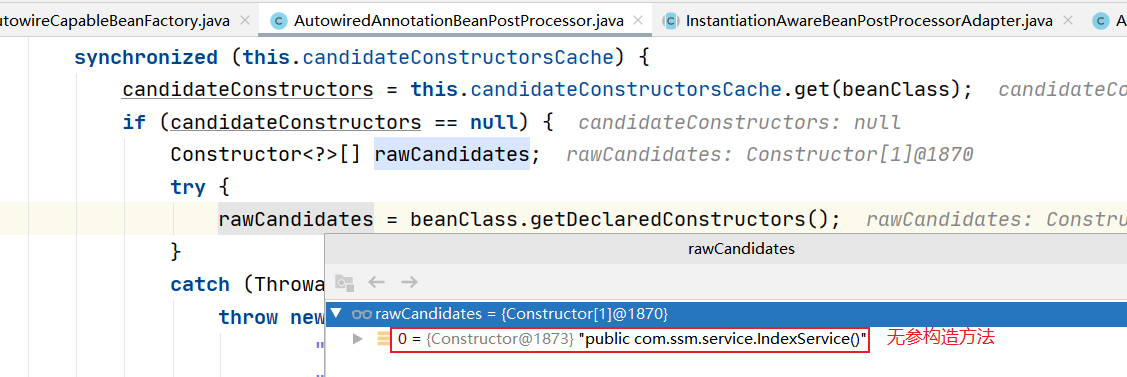 utowireCapableBeanFactory.java × AutowiredAnnotationBeanPostProcessor.java × InstantiationAwareBeanPostProcessorAdapter.java × A
synchronized (this.candidateConstructorsCache) {
candidateConstructors = this.candidateConstructorsCache.get(beanClass); candidateCo
if (candidateConstructors == null) { candidateConstructors: null
Constructor<?>[] rawCandidates; rawCandidates: Constructor[1]@1870
try {
rawCandidates = beanClass.getDeclaredConstructors(); rawCandidates: Constru
}
rawCandidates
catch (Throwa
throw new
rawCandidates = {Constructor[1]@1870}
"
0 = {Constructor@1873} "public com.ssm.service.IndexService()" 无参构造方法